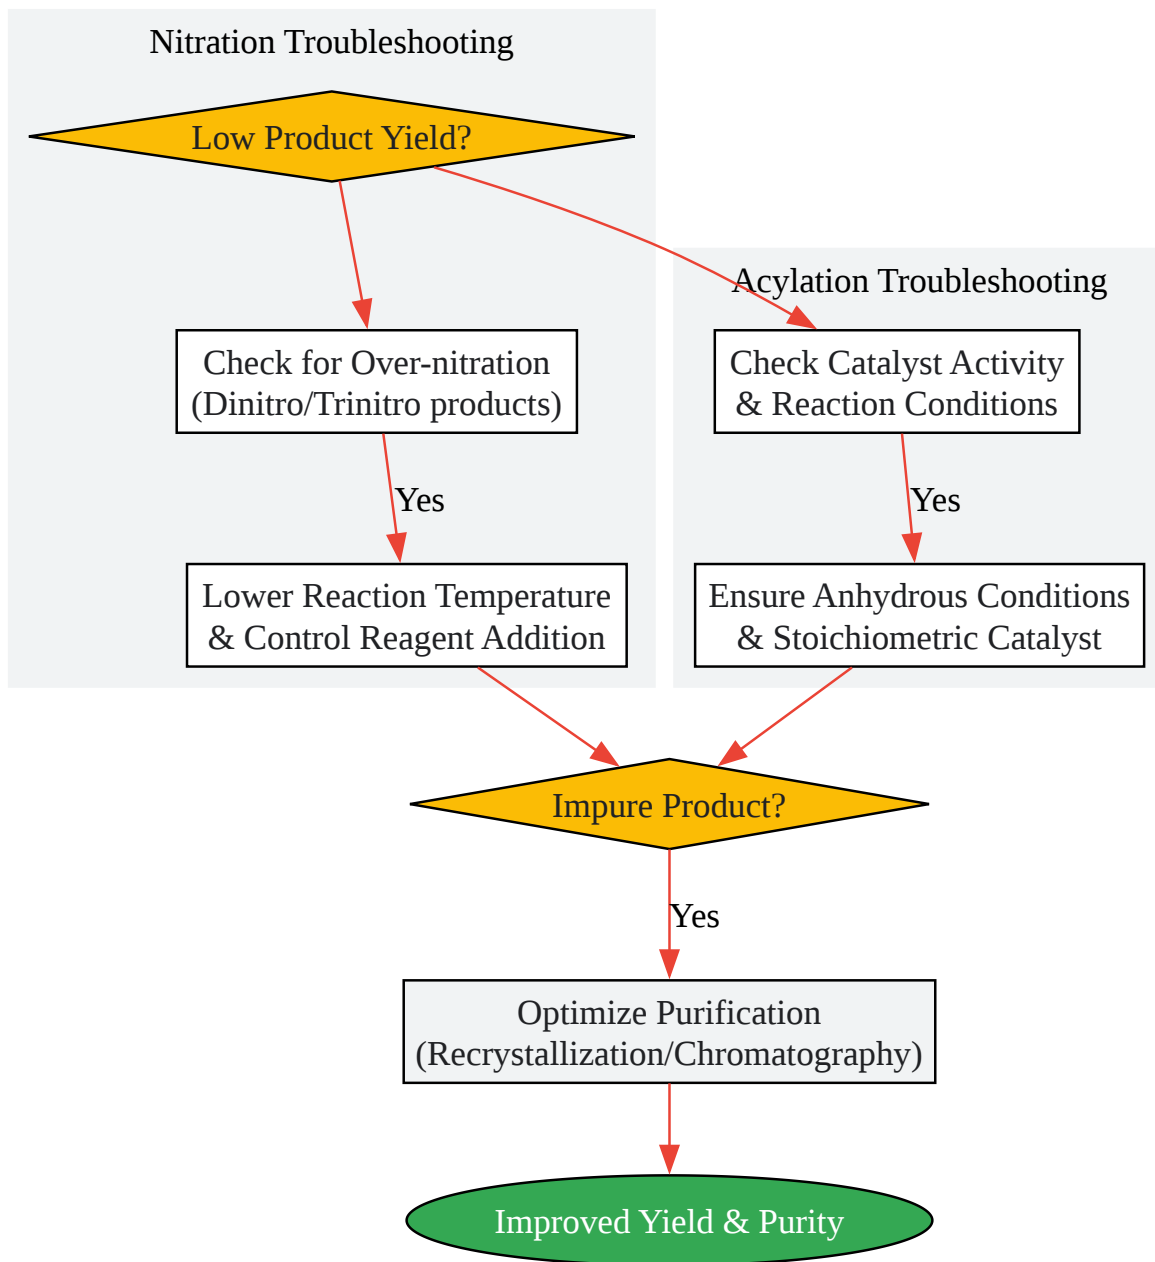 Nitration Troubleshooting
Low Product Yield?
Acylation Troubleshooting
Check for Over-nitration
(Dinitro/Trinitro products)
Check Catalyst Activity
& Reaction Conditions
Yes
Yes
Lower Reaction Temperature
& Control Reagent Addition
Ensure Anhydrous Conditions
& Stoichiometric Catalyst
Impure Product?
Yes
Optimize Purification
(Recrystallization/Chromatography)
Improved Yield & Purity